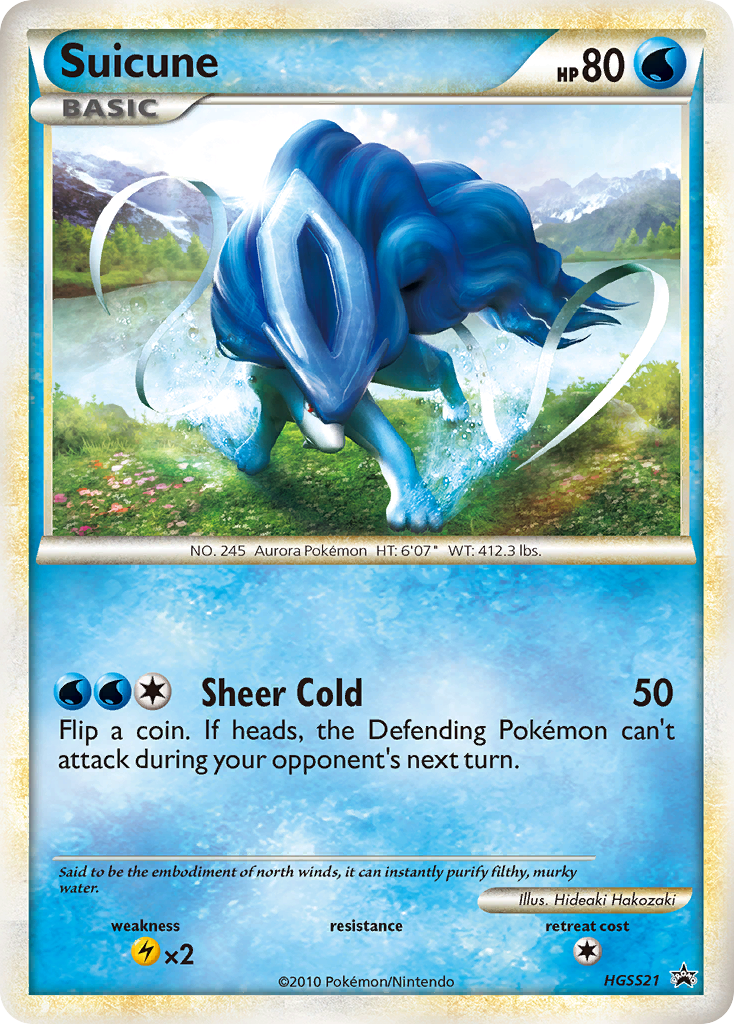 Suicune
HP 80
BASIC
NO. 245 Aurora Pokémon HT: 6'07" WT: 412.3 lbs.
Sheer Cold 50
Flip a coin. If heads, the Defending Pokémon can't
attack during your opponent's next turn.
Said to be the embodiment of north winds, it can instantly purify filthy, murky
water.
Illus. Hideaki Hakozaki
weakness resistance retreat cost
×2
©2010 Pokémon/Nintendo HGSS21 PROMO